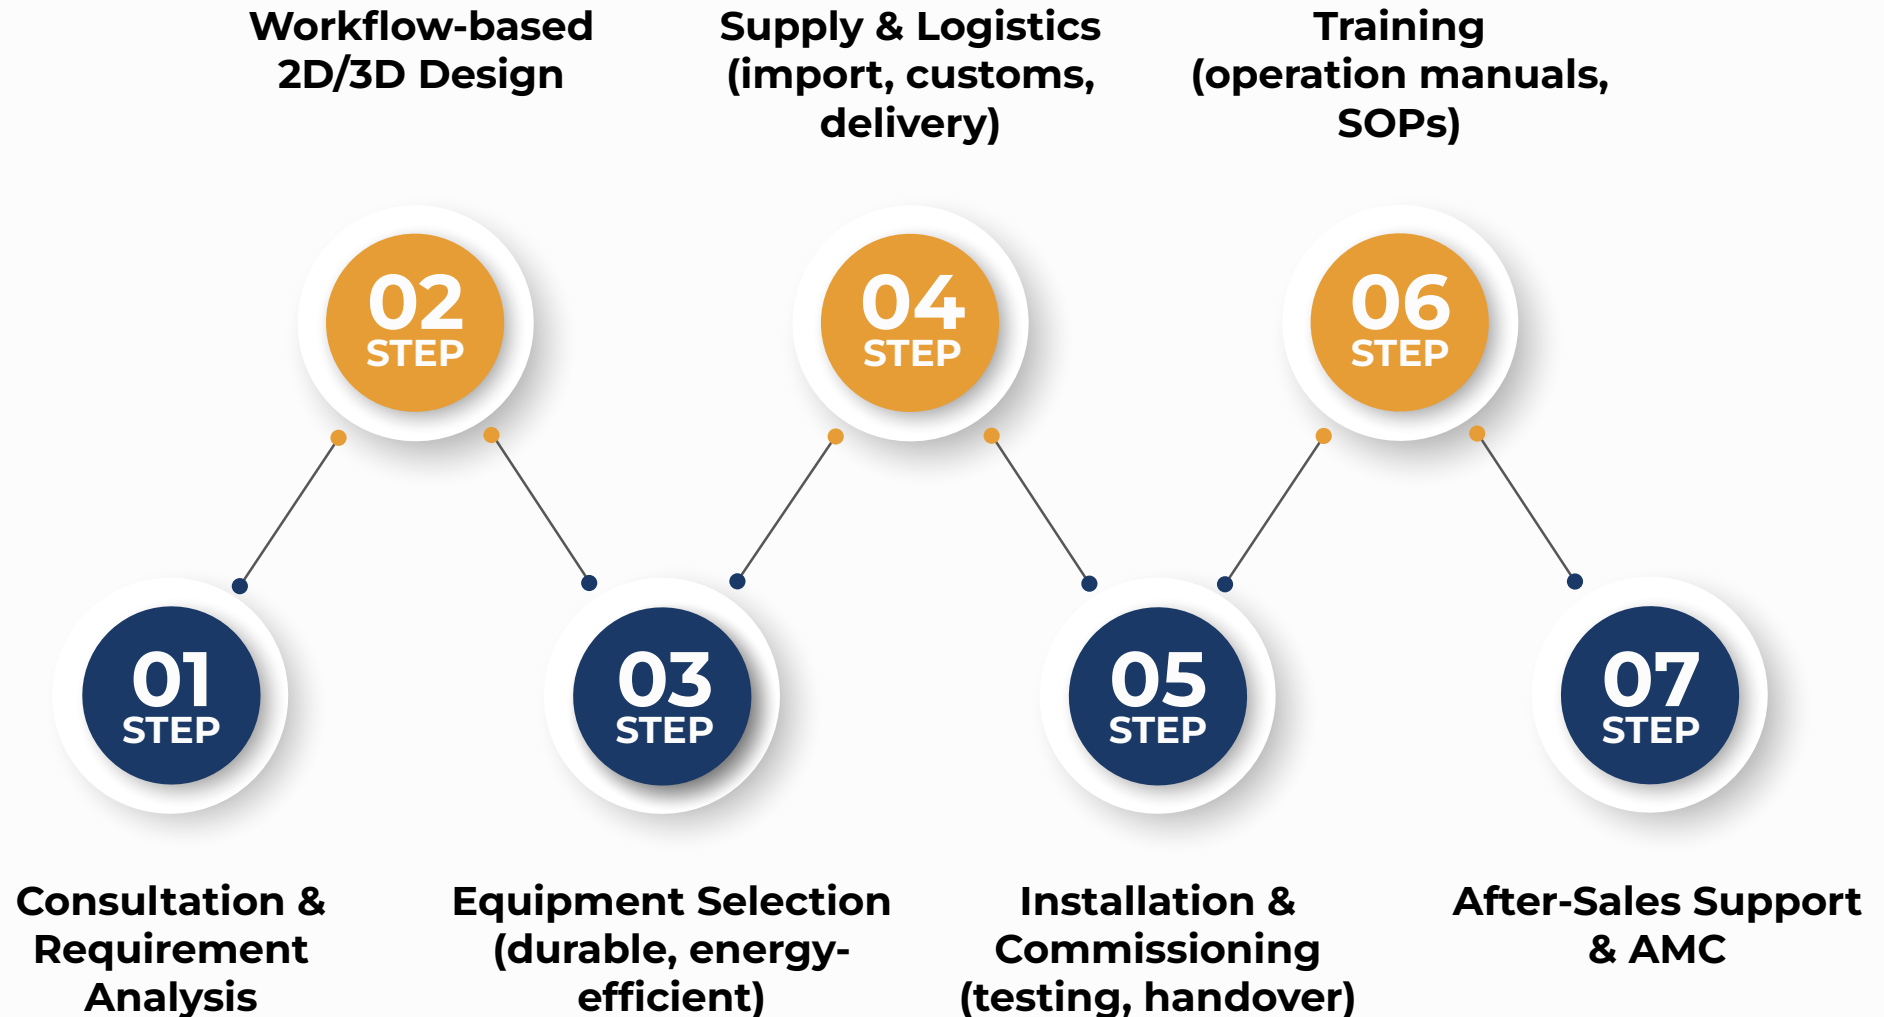 Workflow-based
2D/3D Design
Supply & Logistics
(import, customs,
delivery)
Training
(operation manuals,
SOPs)
02
STEP
04
STEP
06
STEP
01
STEP
03
STEP
05
STEP
07
STEP
Consultation &
Requirement
Analysis
Equipment Selection
(durable, energy-
efficient)
Installation &
Commissioning
(testing, handover)
After-Sales Support
& AMC